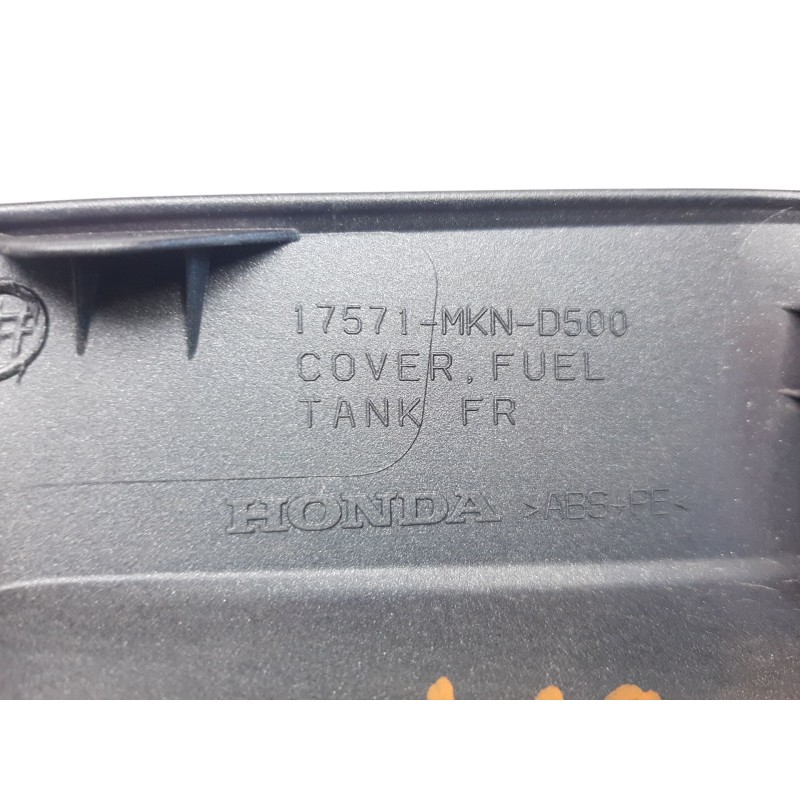 17571-MKN-D500
COVER, FUEL
TANK FR
HONDA >ABS+PE<